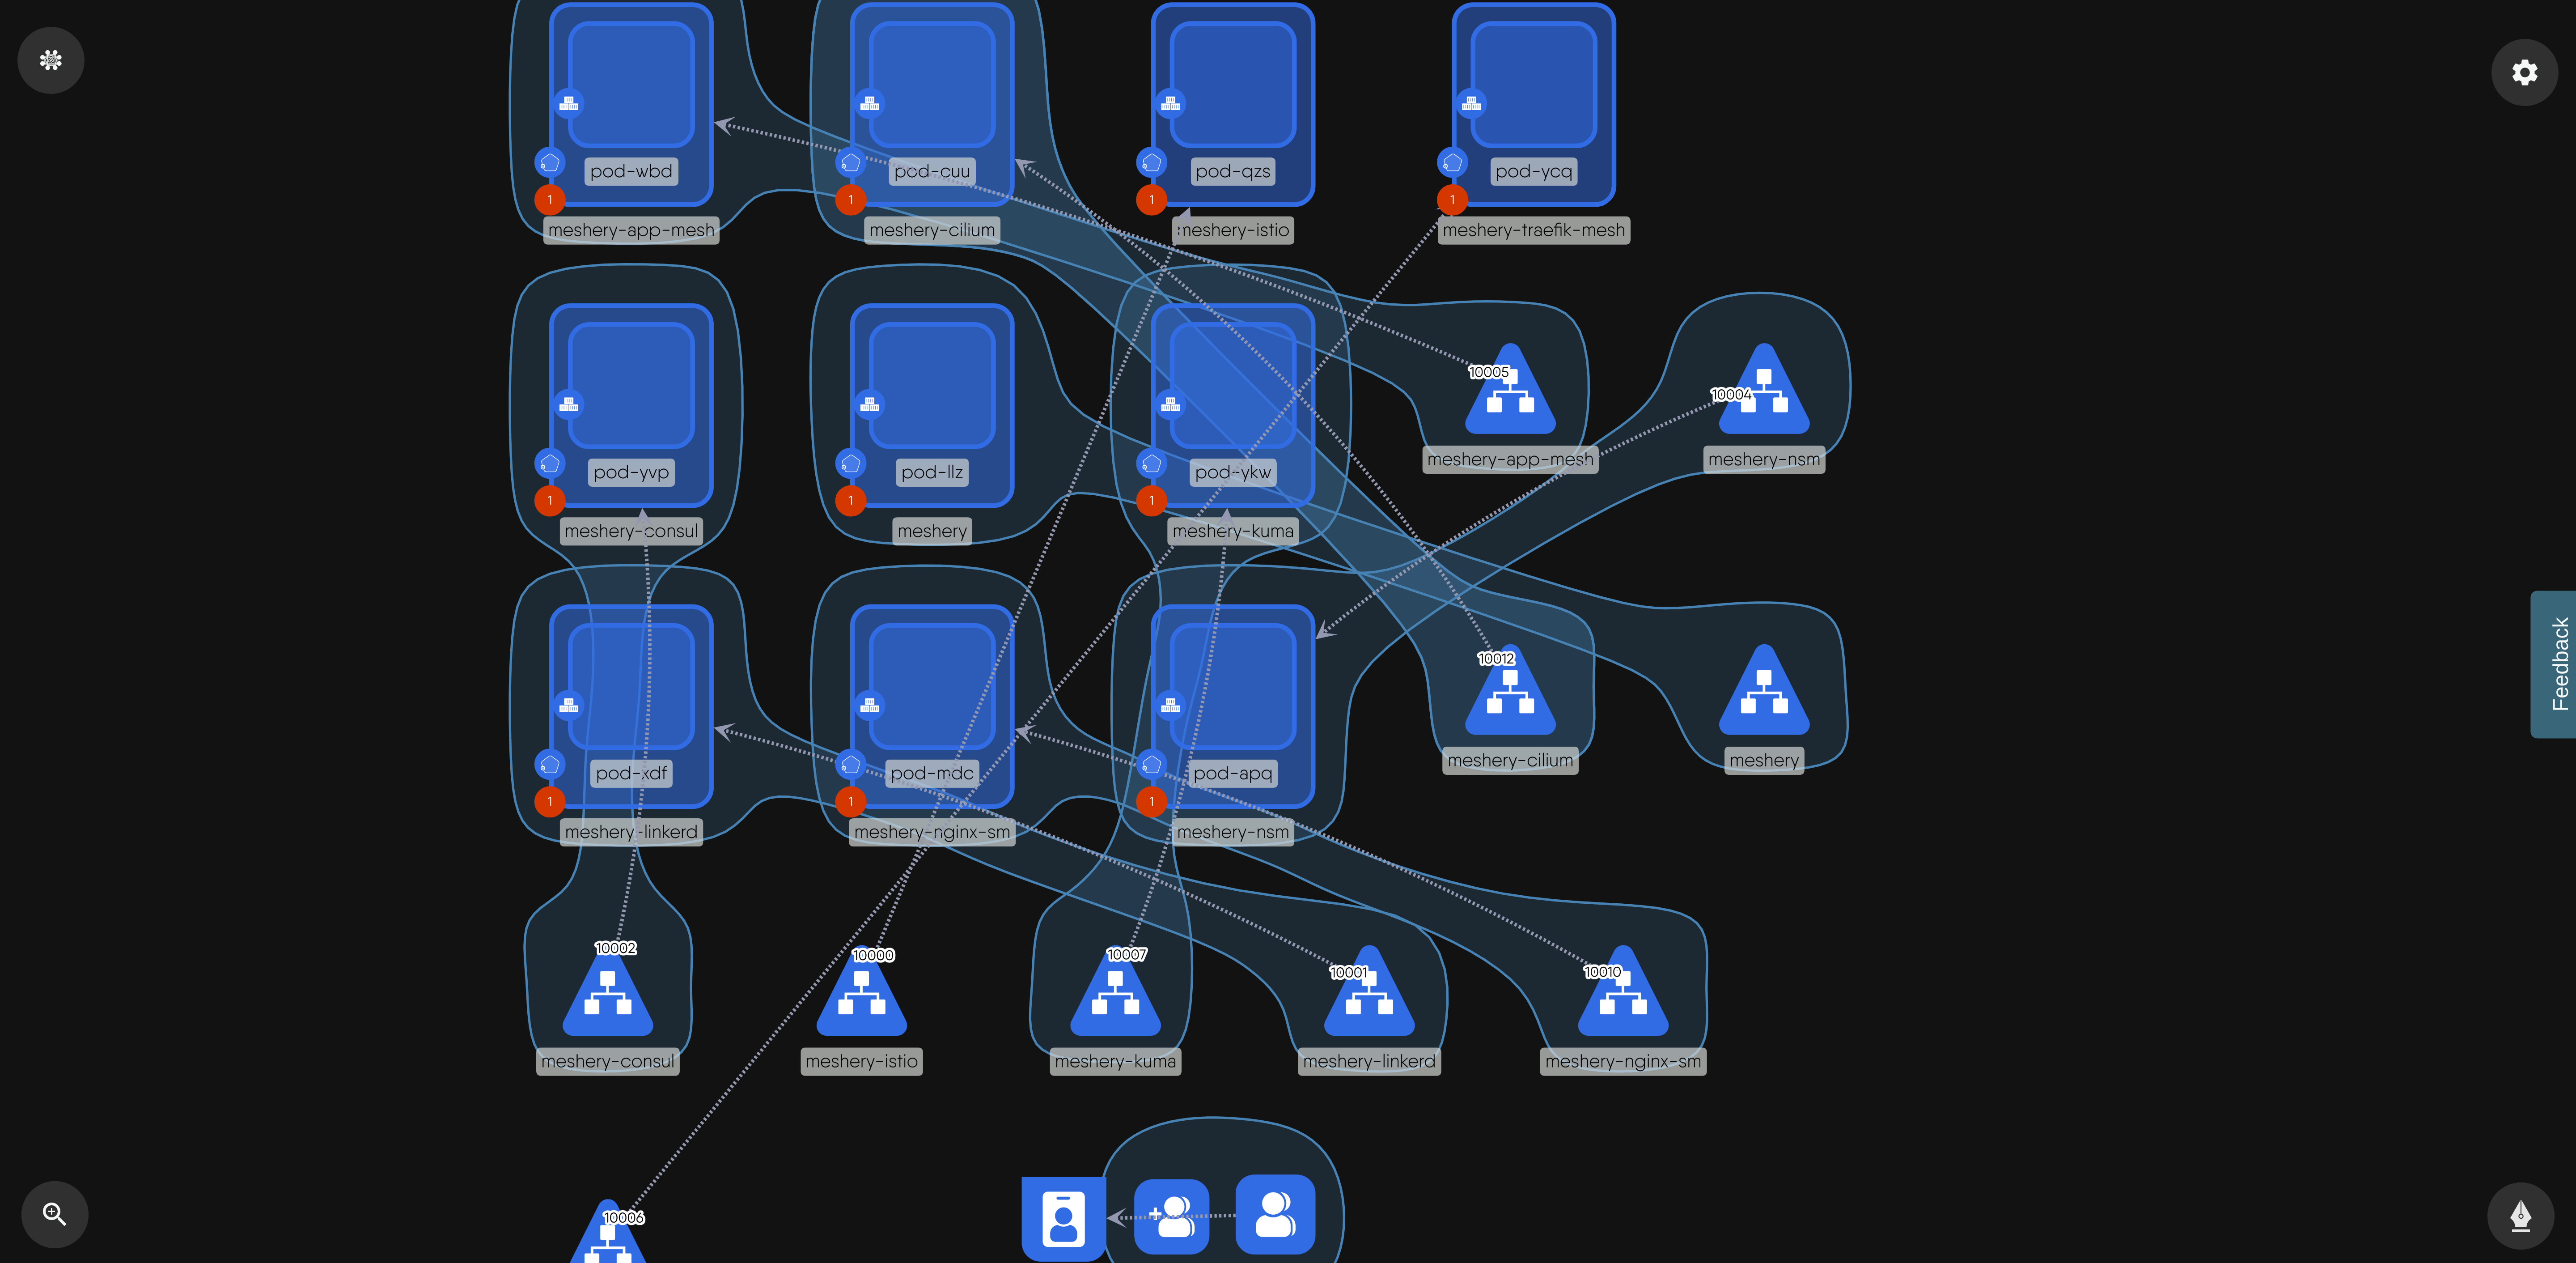 pod-wbd
pod-cuu
pod-qzs
pod-ycq
1
1
1
1
meshery-app-mesh
meshery-cilium
meshery-istio
meshery-traefik-mesh
10005
10004
meshery-app-mesh
meshery-nsm
pod-yvp
pod-llz
pod-ykw
1
1
1
meshery-consul
meshery
meshery-kuma
10012
meshery-cilium
meshery
Feedback
pod-xdf
pod-mdc
pod-apq
1
1
1
meshery-linkerd
meshery-nginx-sm
meshery-nsm
10002
10000
10007
10001
10010
meshery-consul
meshery-istio
meshery-kuma
meshery-linkerd
meshery-nginx-sm
10006